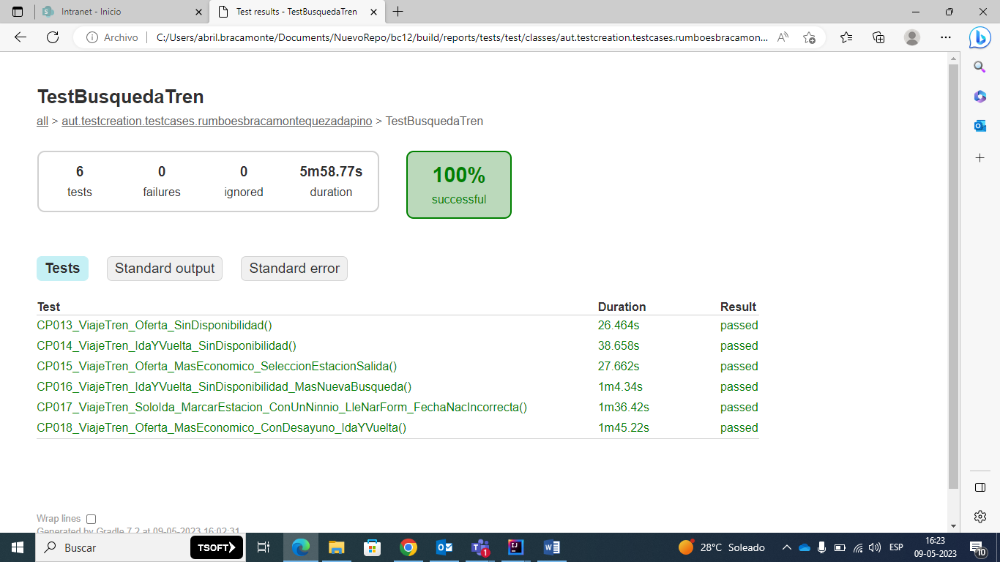 Intranet - Inicio
Test results - TestBusquedaTren
Archivo
C:/Users/abril.bracamonte/Documents/NuevoRepo/bc12/build/reports/tests/test/classes/aut.testcreation.testcases.rumboesbracamon...
TestBusquedaTren
all > aut.testcreation.testcases.rumboesbracamontequezadapino > TestBusquedaTren
6 0 0 5m58.77s
tests failures ignored duration
100%
successful
Tests Standard output Standard error
Test Duration Result
CP013_ViajeTren_Oferta_SinDisponibilidad() 26.464s passed
CP014_ViajeTren_IdaYVuelta_SinDisponibilidad() 38.658s passed
CP015_ViajeTren_Oferta_MasEconomico_SeleccionEstacionSalida() 27.662s passed
CP016_ViajeTren_IdaYVuelta_SinDisponibilidad_MasNuevaBusqueda() 1m4.34s passed
CP017_ViajeTren_SoloIda_MarcarEstacion_ConUnNinnio_LleNarForm_FechaNacIncorrecta() 1m36.42s passed
CP018_ViajeTren_Oferta_MasEconomico_ConDesayuno_IdaYVuelta() 1m45.22s passed
Wrap lines
Generated by Gradle 7.2 at 09-05-2023 16:02:31
Buscar
TSOFT
1
28°C Soleado
ESP
16:23
09-05-2023
10